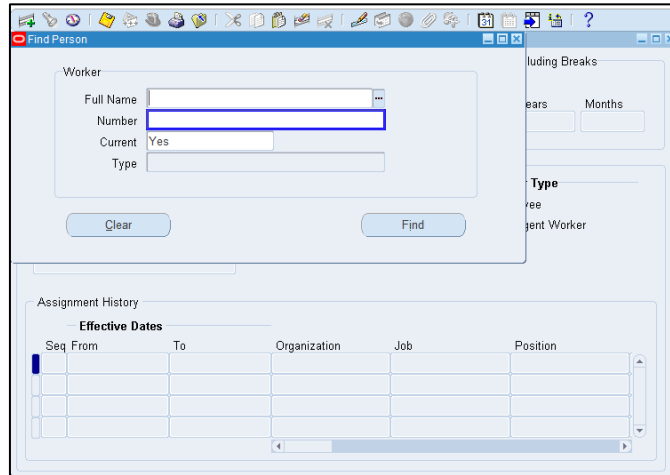 31
?
Find Person
luding Breaks
Worker
Full Name
...
ears
Months
Number
Current
Yes
Type
Type
yee
Clear
Find
gent Worker
Assignment History
Effective Dates
Seq From To Organization Job Position